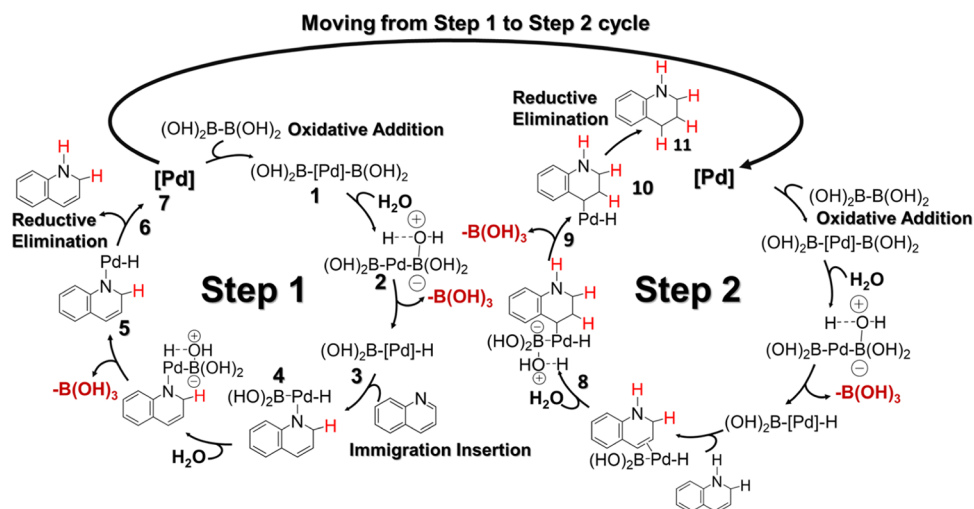 Moving from Step 1 to Step 2 cycle
(OH)₂B-B(OH)₂ Oxidative Addition
[Pd]
7
(OH)₂B-[Pd]-B(OH)₂
1
H₂O
H---O-H
⊕
(OH)₂B-Pd-B(OH)₂
⊖
2
-B(OH)₃
(OH)₂B-[Pd]-H
3
N
Immigration Insertion
4
(HO)₂B-Pd-H
N
H
H₂O
⊕
H---OH
Pd-B(OH)₂
⊖
N
H
-B(OH)₃
Pd-H
N
H
5
Reductive
Elimination
6
H
N
H
Step 1
Step 2
[Pd]
(OH)₂B-B(OH)₂
Oxidative Addition
(OH)₂B-[Pd]-B(OH)₂
H₂O
⊕
H---O-H
(OH)₂B-Pd-B(OH)₂
⊖
-B(OH)₃
(OH)₂B-[Pd]-H
H
N
H
H
N
H
(HO)₂B-Pd-H
H₂O
8
H
N
H
H
⊖
Pd-H
(HO)₂B
HO---H
⊕
-B(OH)₃
9
H
N
H
H
Pd-H
10
Reductive
Elimination
H
N
H
H
H
11